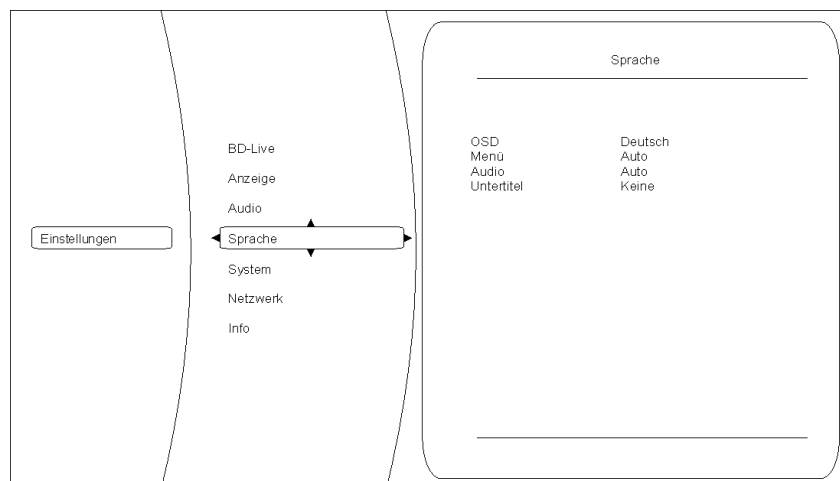 Einstellungen
BD-Live
Anzeige
Audio
Sprache
System
Netzwerk
Info
Sprache
OSD Deutsch
Menü Auto
Audio Auto
Untertitel Keine